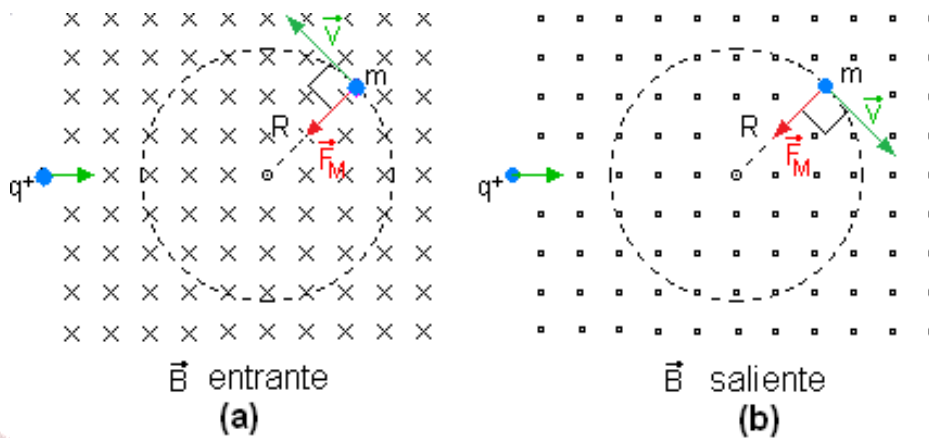 V m
R
F_M
q+
B entrante
(a)
m
V
R
F_M
q+
B saliente
(b)